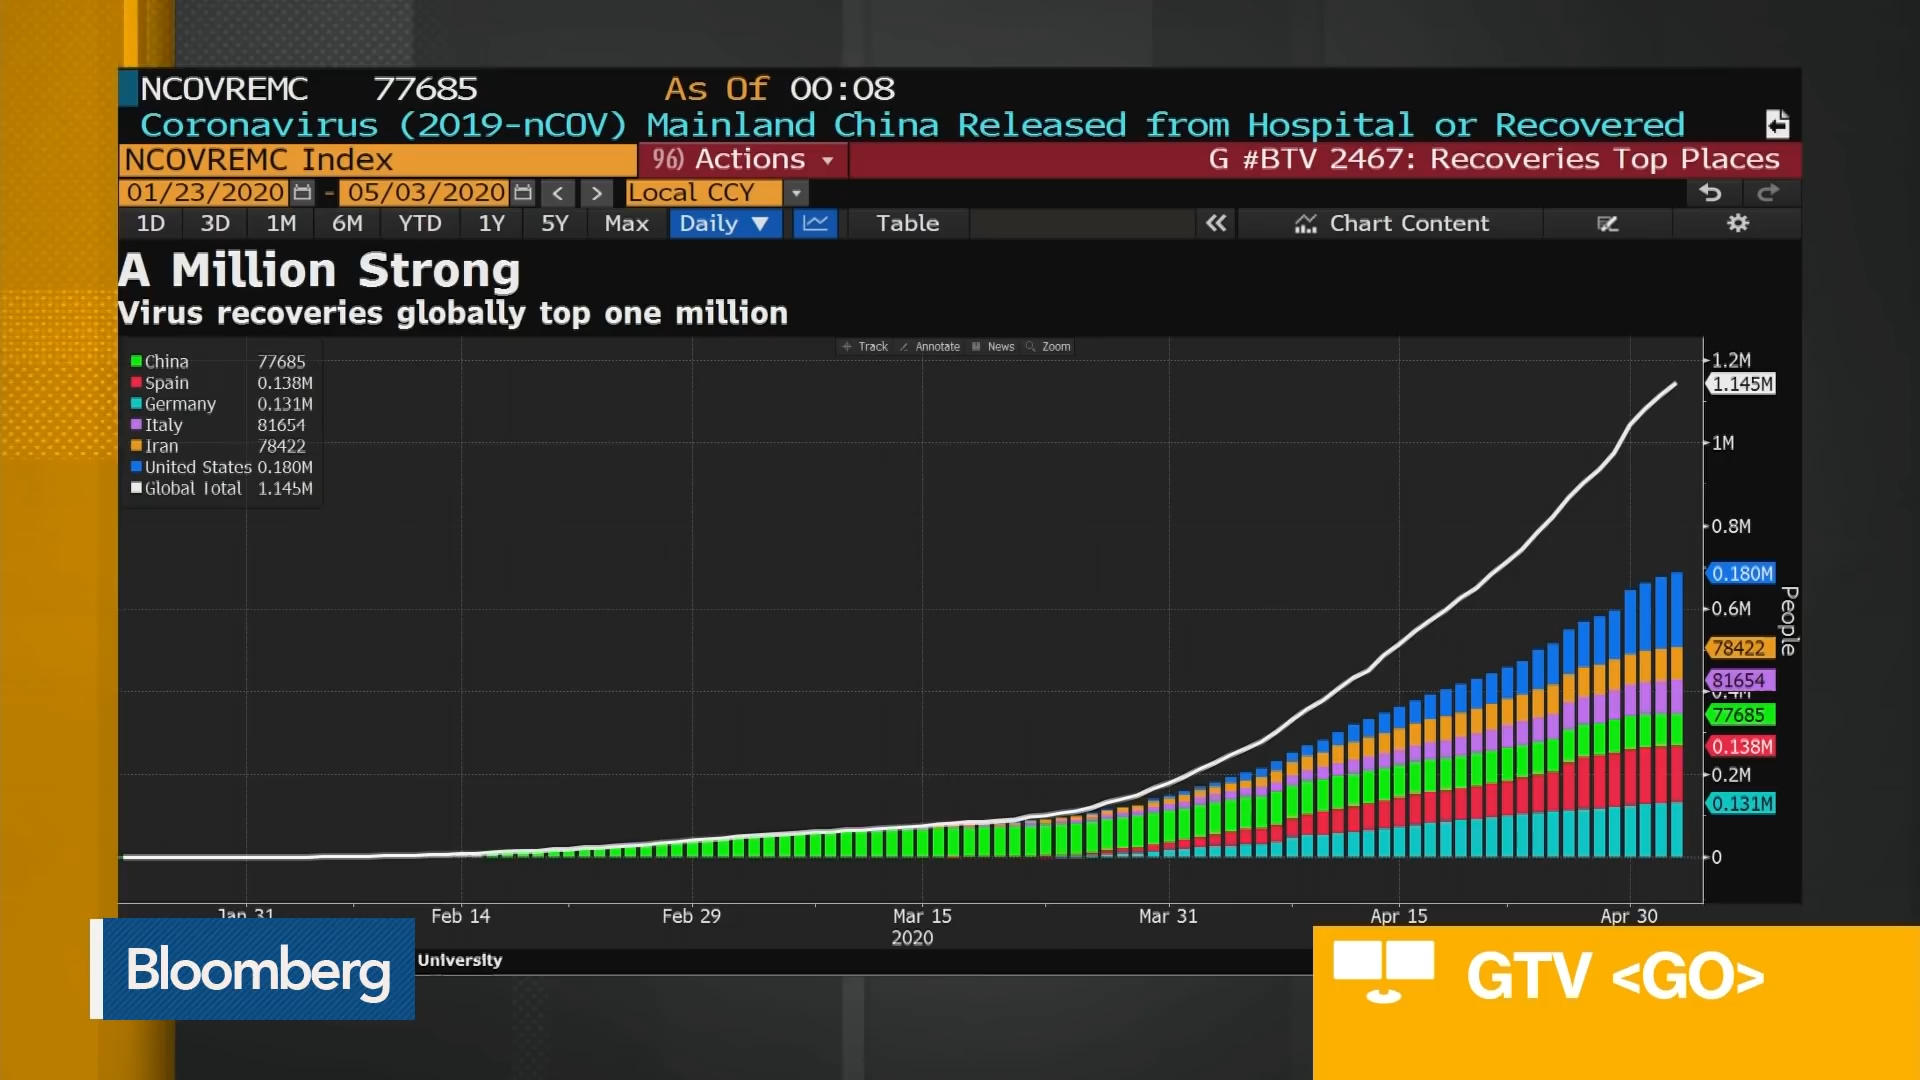 NCOVREMC 77685 As Of 00:08
Coronavirus (2019-nCOV) Mainland China Released from Hospital or Recovered
NCOVREMC Index 96) Actions G #BTV 2467: Recoveries Top Places
01/23/2020 - 05/03/2020 < > Local CCY
1D 3D 1M 6M YTD 1Y 5Y Max Daily ▼ Table « Chart Content
A Million Strong
Virus recoveries globally top one million
Track Annotate News Zoom
China 77685
Spain 0.138M
Germany 0.131M
Italy 81654
Iran 78422
United States 0.180M
Global Total 1.145M
1.2M
1.145M
1M
0.8M
0.180M
0.6M
People
78422
81654
0.4M
77685
0.138M
0.2M
0.131M
0
Jan 31 Feb 14 Feb 29 Mar 15 Mar 31 Apr 15 Apr 30
2020
University
Bloomberg
GTV <GO>